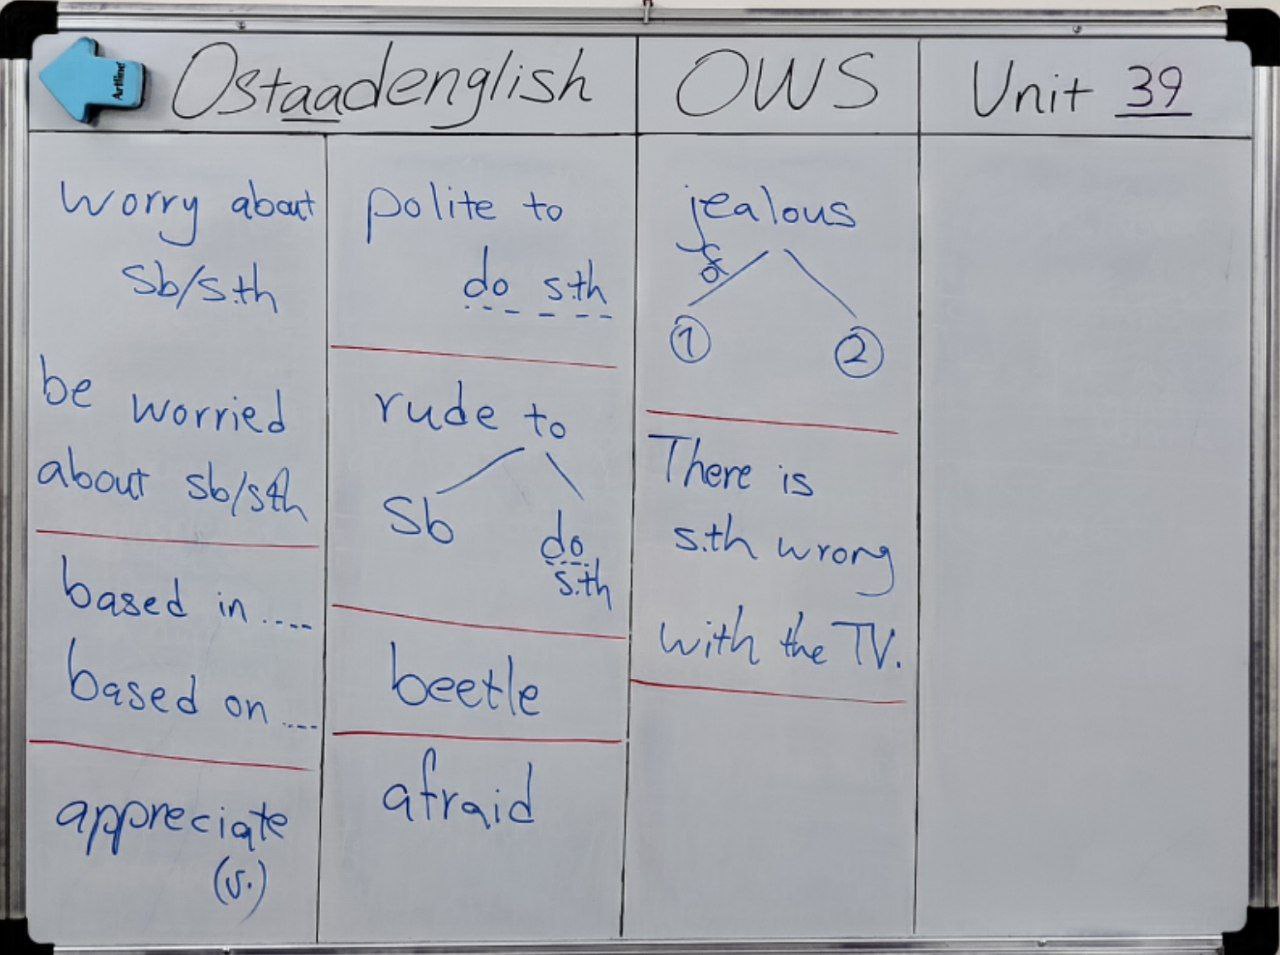 Ostaadenglish
OWS
Unit 39
Artline
worry about
sb/s.th
be worried
about sb/sth
based in ....
based on ....
appreciate
(v.)
polite to
do s.th
rude to
sb
do
s.th
beetle
afraid
jealous
of
1 2
There is
s.th wrong
with the TV.